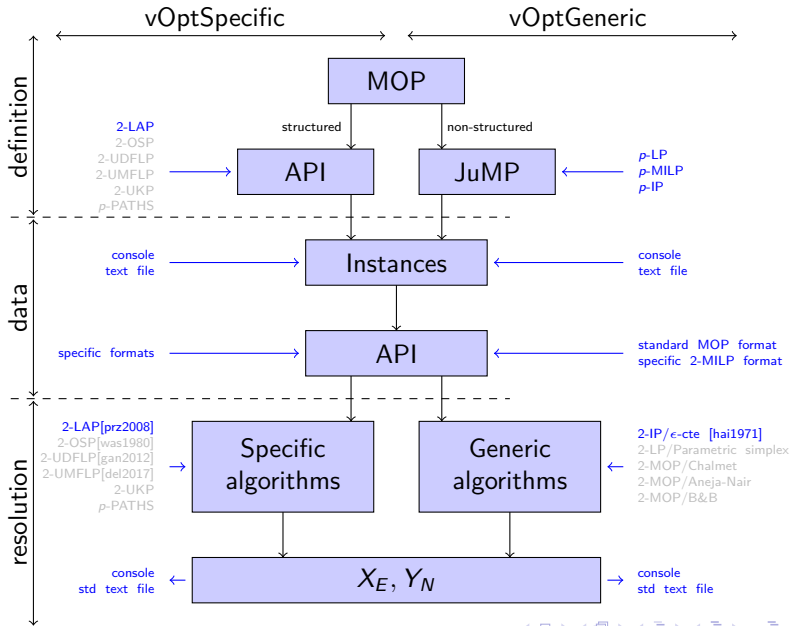 vOptSpecific
vOptGeneric
definition
MOP
structured
non-structured
2-LAP
2-OSP
2-UDFLP
2-UMFLP
2-UKP
p-PATHS
API
JuMP
p-LP
p-MILP
p-IP
data
console
text file
Instances
console
text file
specific formats
API
standard MOP format
specific 2-MILP format
resolution
2-LAP[prz2008]
2-OSP[was1980]
2-UDFLP[gan2012]
2-UMFLP[del2017]
2-UKP
p-PATHS
Specific
algorithms
Generic
algorithms
2-IP/ϵ-cte [hai1971]
2-LP/Parametric simplex
2-MOP/Chalmet
2-MOP/Aneja-Nair
2-MOP/B&B
console
std text file
X_E, Y_N
console
std text file